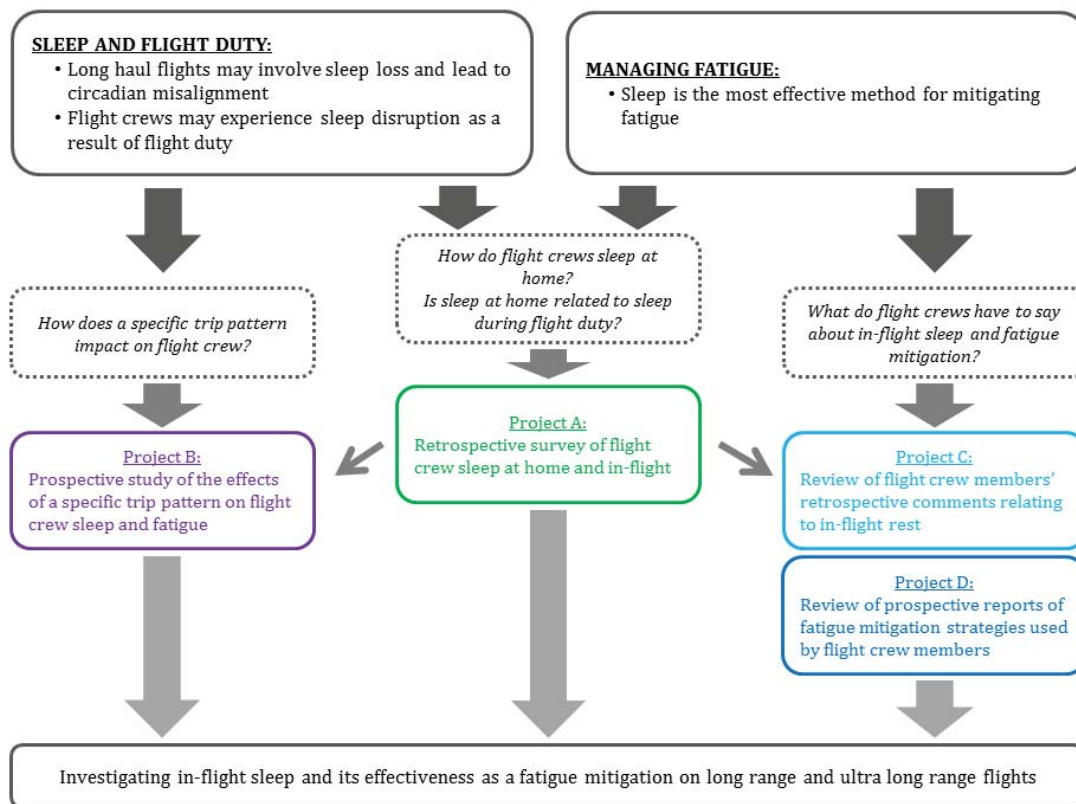 SLEEP AND FLIGHT DUTY:
• Long haul flights may involve sleep loss and lead to
circadian misalignment
• Flight crews may experience sleep disruption as a
result of flight duty
MANAGING FATIGUE:
• Sleep is the most effective method for mitigating
fatigue
How does a specific trip pattern
impact on flight crew?
How do flight crews sleep at
home?
Is sleep at home related to sleep
during flight duty?
What do flight crews have to say
about in-flight sleep and fatigue
mitigation?
Project B:
Prospective study of the effects
of a specific trip pattern on flight
crew sleep and fatigue
Project A:
Retrospective survey of flight
crew sleep at home and in-flight
Project C:
Review of flight crew members’
retrospective comments relating
to in-flight rest
Project D:
Review of prospective reports of
fatigue mitigation strategies used
by flight crew members
Investigating in-flight sleep and its effectiveness as a fatigue mitigation on long range and ultra long range flights